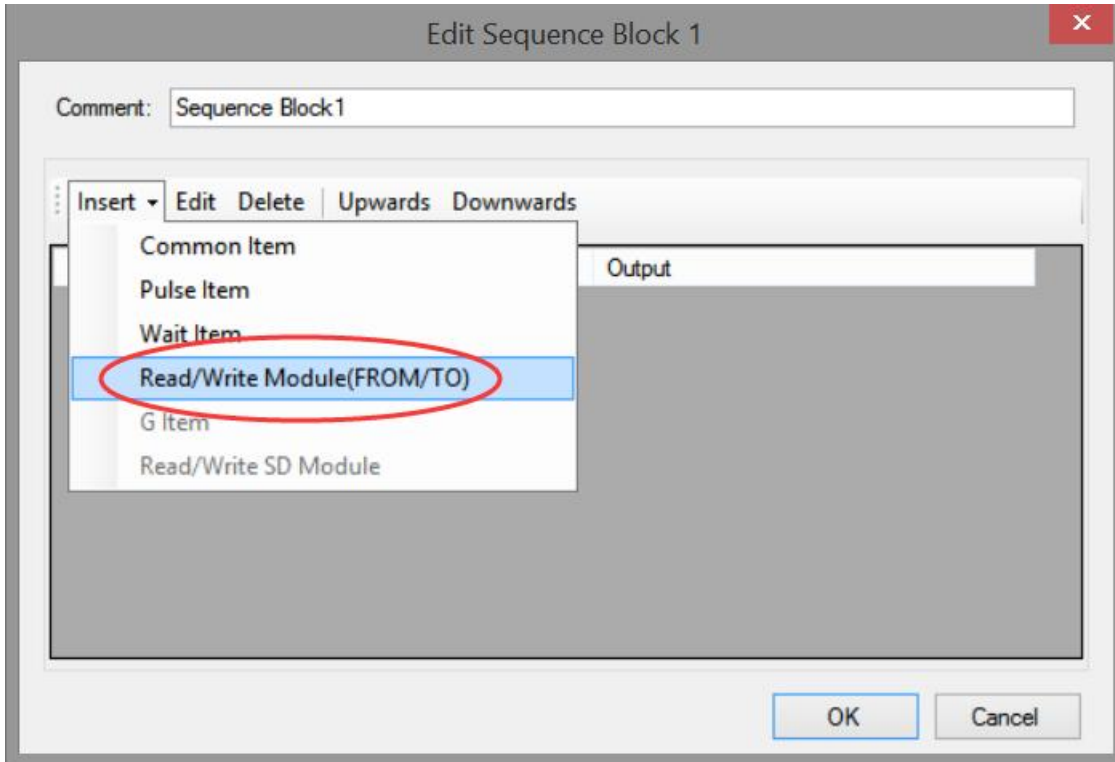 Edit Sequence Block 1
Comment: Sequence Block1
Insert Edit Delete Upwards Downwards
Common Item
Output
Pulse Item
Wait Item
Read/Write Module(FROM/TO)
G Item
Read/Write SD Module
OK Cancel